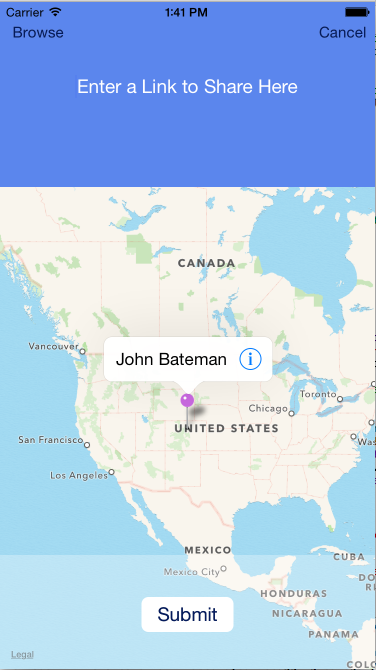 Carrier 1:41 PM
Browse Cancel
Enter a Link to Share Here
CANADA
Vancouver
John Bateman i
Toronto
Chicago
UNITED STATES
San Francisco
Los Angeles
MEXICO
CUBA
Mexico City
HONDURAS
NICARAGUA
Submit
PANAMA
Legal